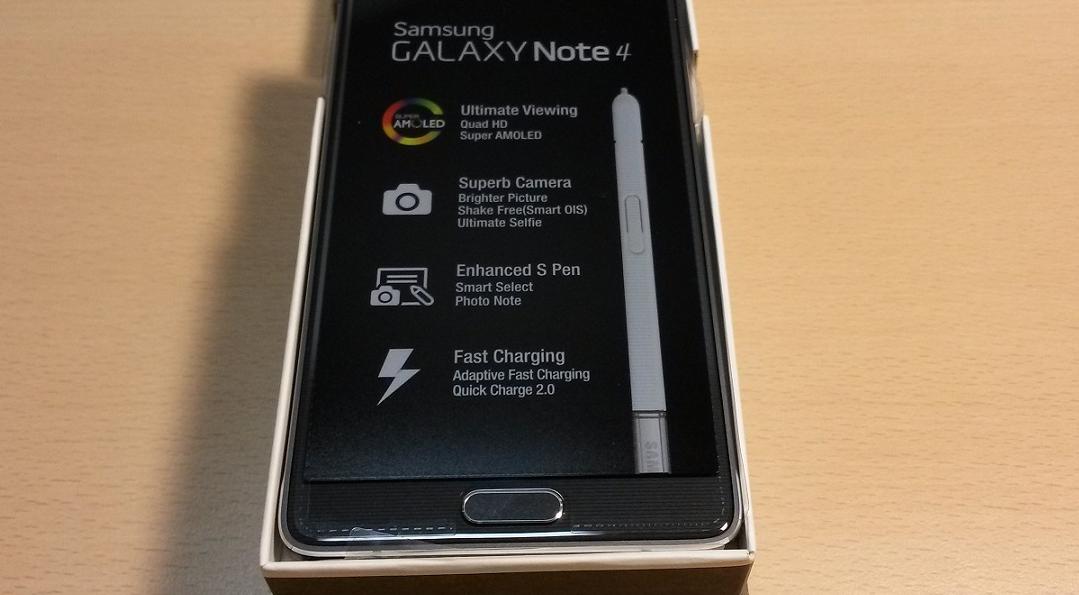 Samsung
GALAXY Note 4
SUPER
AMOLED
Ultimate Viewing
Quad HD
Super AMOLED
Superb Camera
Brighter Picture
Shake Free(Smart OIS)
Ultimate Selfie
Enhanced S Pen
Smart Select
Photo Note
Fast Charging
Adaptive Fast Charging
Quick Charge 2.0
SAM